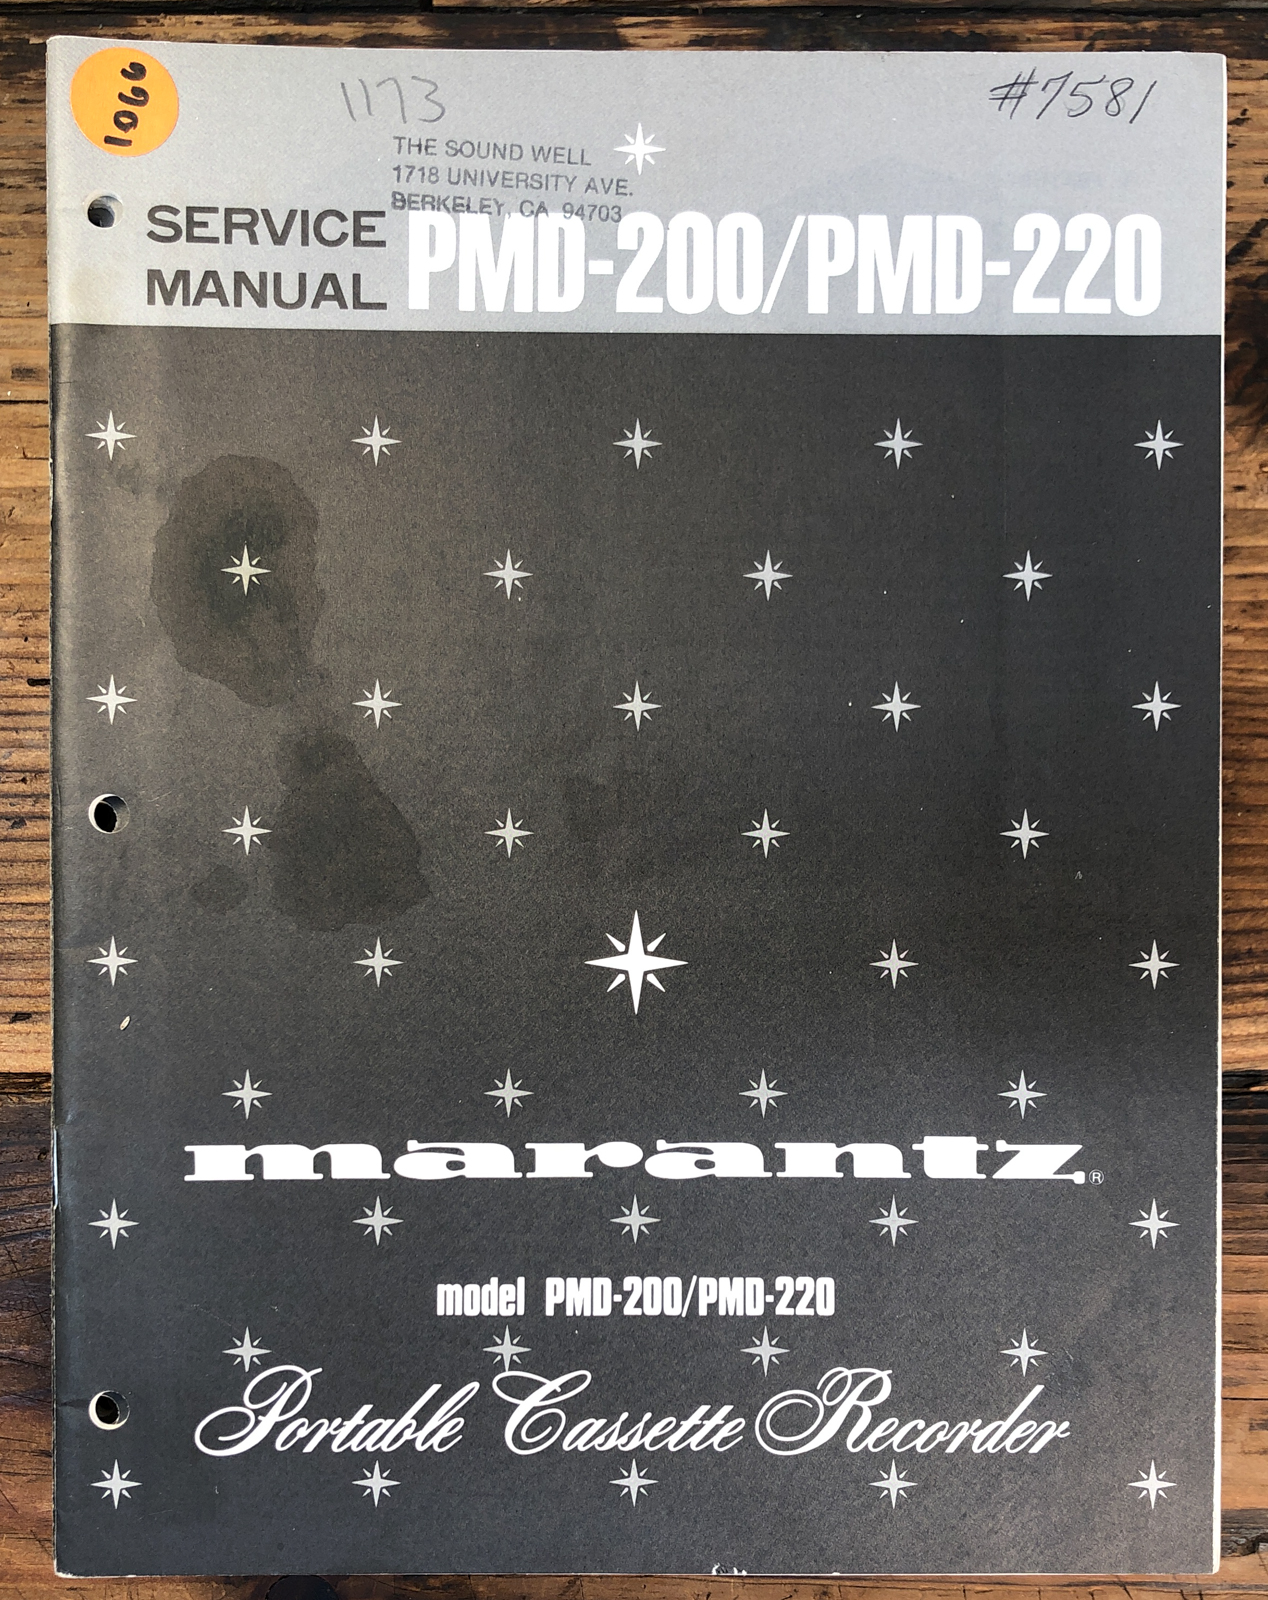 1066
1173
#7581
THE SOUND WELL
1718 UNIVERSITY AVE.
BERKELEY, CA 94703
SERVICE
MANUAL
PMD-200/PMD-220
marantz®
model PMD-200/PMD-220
Portable Cassette Recorder